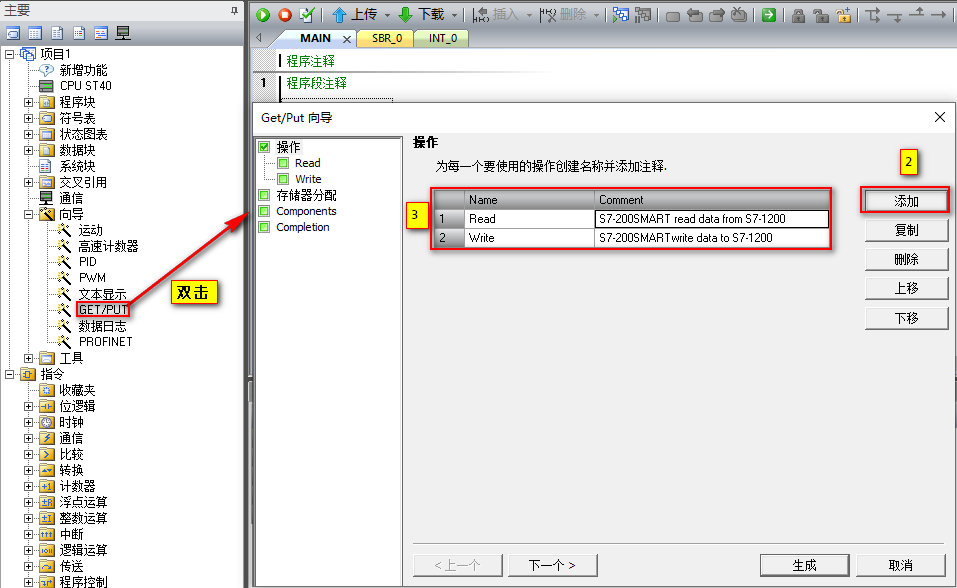 主要
项目1
新增功能
CPU ST40
程序块
符号表
状态图表
数据块
系统块
交叉引用
通信
向导
运动
高速计数器
PID
PWM
文本显示
GET/PUT
数据日志
PROFINET
工具
指令
收藏夹
位逻辑
时钟
通信
比较
转换
计数器
浮点运算
整数运算
中断
逻辑运算
传送
程序控制
双击
上传 下载 插入 删除
MAIN SBR_0 INT_0
程序注释
1 程序段注释
Get/Put 向导
操作
Read
Write
存储器分配
Components
Completion
操作
为每一个要使用的操作创建名称并添加注释.
2
3
Name Comment
1 Read S7-200SMART read data from S7-1200
2 Write S7-200SMARTwrite data to S7-1200
添加
复制
删除
上移
下移
< 上一个 下一个 > 生成 取消